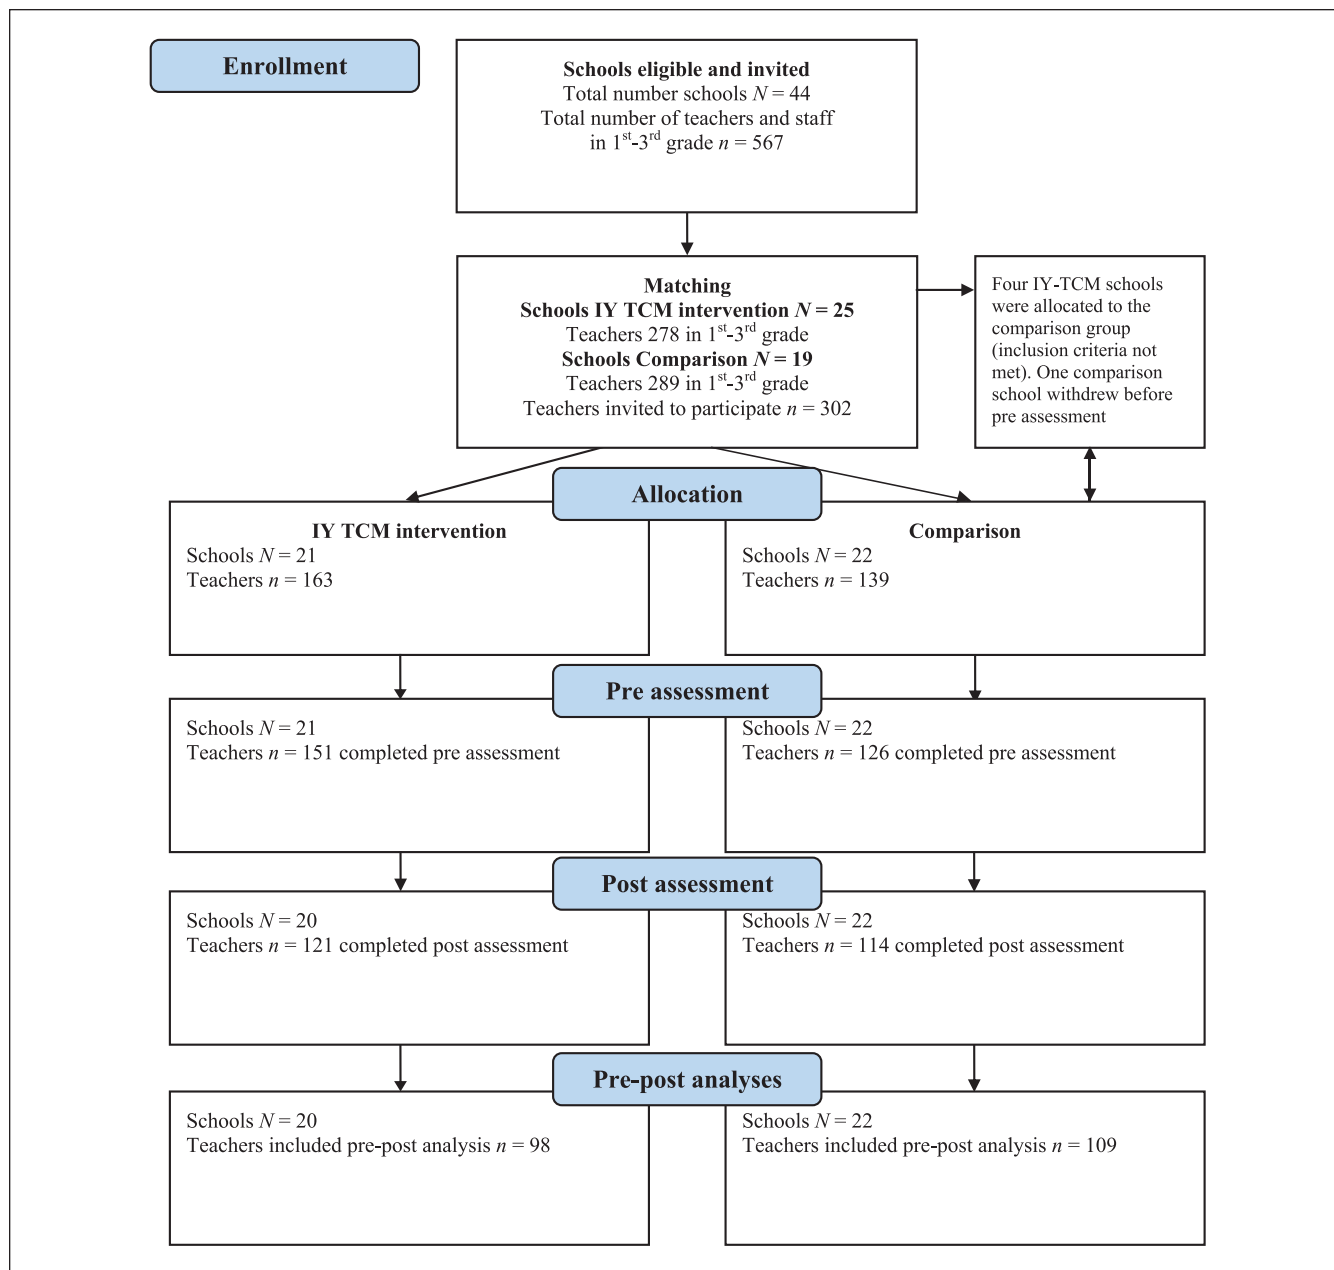 Enrollment
Schools eligible and invited
Total number schools N = 44
Total number of teachers and staff
in 1st-3rd grade n = 567
Matching
Schools IY TCM intervention N = 25
Teachers 278 in 1st-3rd grade
Schools Comparison N = 19
Teachers 289 in 1st-3rd grade
Teachers invited to participate n = 302
Four IY-TCM schools
were allocated to the
comparison group
(inclusion criteria not
met). One comparison
school withdrew before
pre assessment
Allocation
IY TCM intervention
Schools N = 21
Teachers n = 163
Comparison
Schools N = 22
Teachers n = 139
Pre assessment
Schools N = 21
Teachers n = 151 completed pre assessment
Schools N = 22
Teachers n = 126 completed pre assessment
Post assessment
Schools N = 20
Teachers n = 121 completed post assessment
Schools N = 22
Teachers n = 114 completed post assessment
Pre-post analyses
Schools N = 20
Teachers included pre-post analysis n = 98
Schools N = 22
Teachers included pre-post analysis n = 109